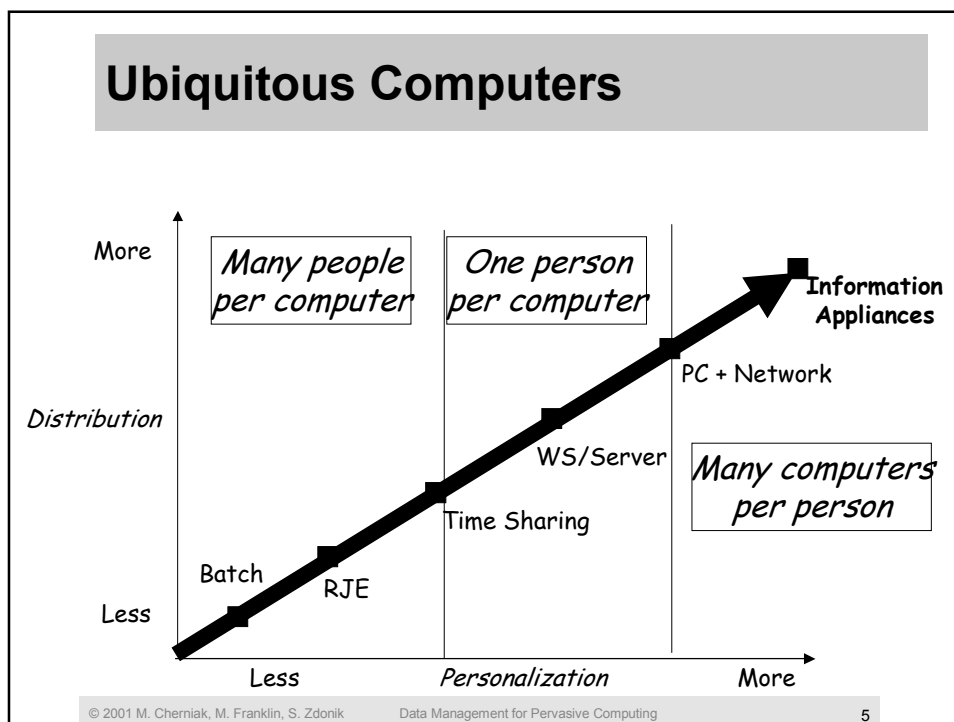 Ubiquitous Computers
More
Many people
per computer
One person
per computer
Information
Appliances
PC + Network
Distribution
WS/Server
Many computers
per person
Time Sharing
Batch
RJE
Less
Less
Personalization
More
© 2001 M. Cherniak, M. Franklin, S. Zdonik
Data Management for Pervasive Computing
5